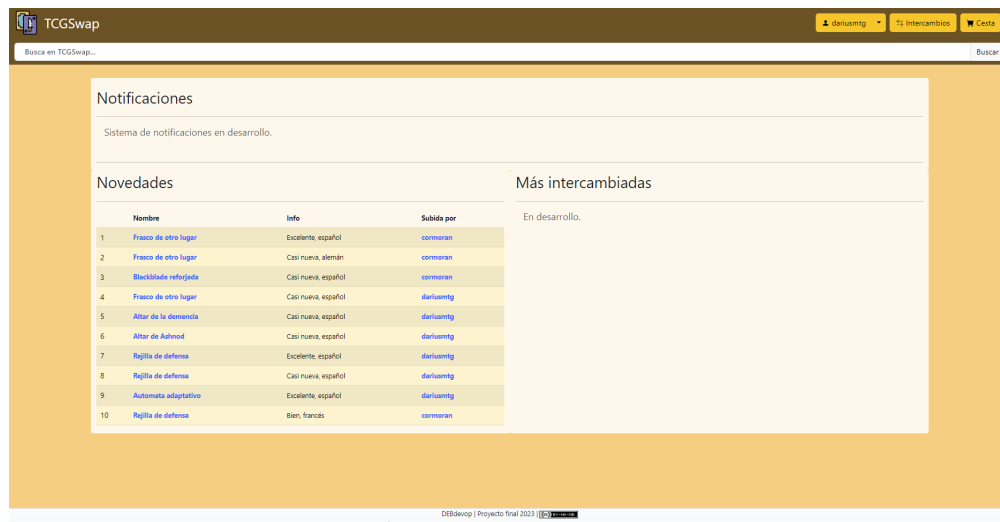 TCGSwap
dariusmtg
Intercambios
Cesta
Busca en TCGSwap...
Buscar
Notificaciones
Sistema de notificaciones en desarrollo.
Novedades
Nombre Info Subida por
1 Frasco de otro lugar Excelente, español cormoran
2 Frasco de otro lugar Casi nueva, alemán cormoran
3 Blackblade reforjada Casi nueva, español cormoran
4 Frasco de otro lugar Casi nueva, español dariusmtg
5 Altar de la demencia Casi nueva, español dariusmtg
6 Altar de Ashnod Casi nueva, español dariusmtg
7 Rejilla de defensa Excelente, español dariusmtg
8 Rejilla de defensa Casi nueva, español dariusmtg
9 Automata adaptativo Excelente, español dariusmtg
10 Rejilla de defensa Bien, francés cormoran
Más intercambiadas
En desarrollo.
DEBdevop | Proyecto final 2023 | BY-NC-ND